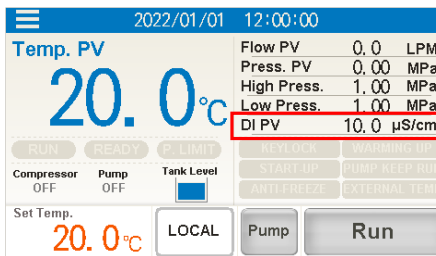 2022/01/01 12:00:00
Temp. PV
20.0°C
Flow PV 0.0 LPM
Press. PV 0.00 MPa
High Press. 1.00 MPa
Low Press. 1.00 MPa
DI PV 10.0 µS/cm
RUN READY P. LIMIT
KEYLOCK WARMING UP
START-UP PUMP KEEP RUN
ANTI FREEZE EXTERNAL TEMP
Compressor Pump Tank Level
OFF OFF
Set Temp.
20.0°C
LOCAL
Pump
Run